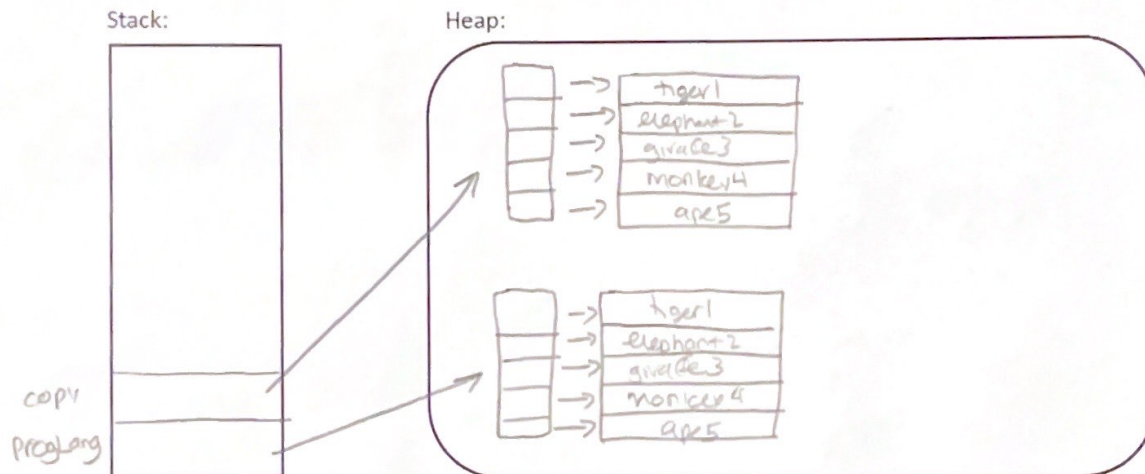 Stack:
Heap:
tiger1
elephant2
giraffe3
monkey4
ape5
tiger1
elephant2
giraffe3
monkey4
ape5
copy
progLang